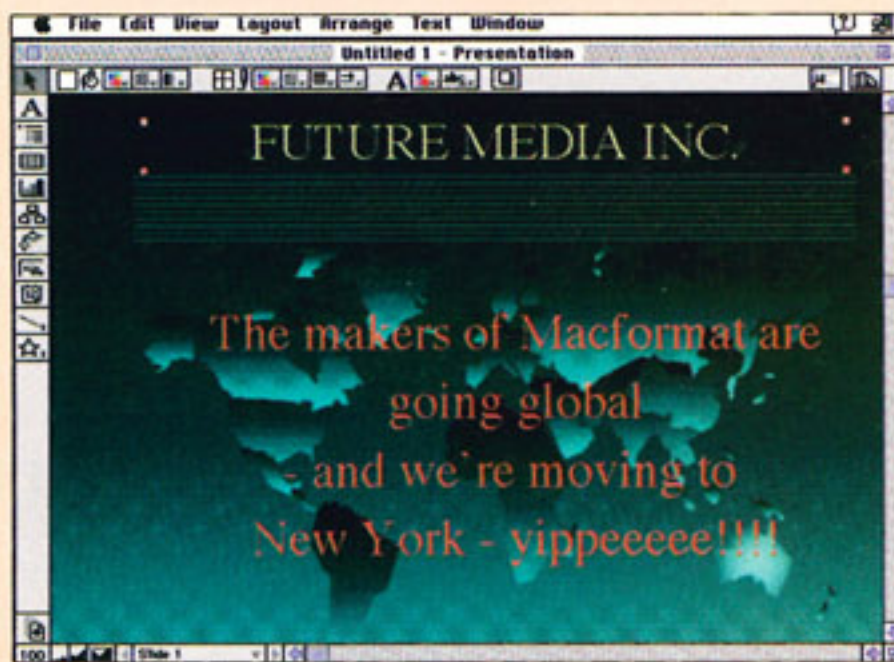 File Edit View Layout Arrange Text Window
Untitled 1 - Presentation
A
A
FUTURE MEDIA INC.
The makers of Macformat are
going global
- and we're moving to
New York - yippeeeee!!!!
100 Slide 1